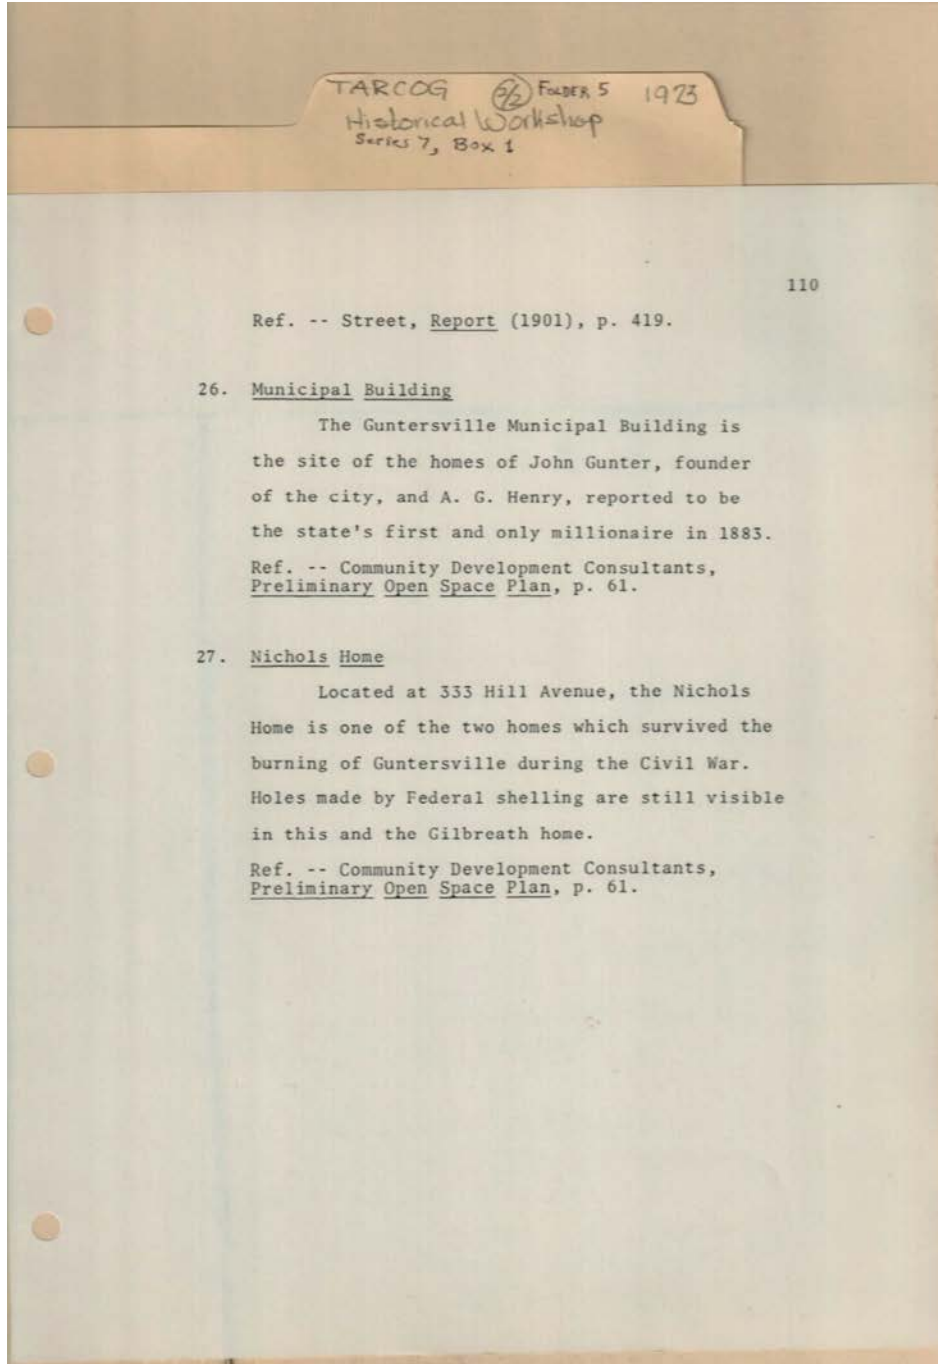 TARCOG 5/2 FOLDER 5 1973
Historical Workshop
Series 7, Box 1
110
Ref. -- Street, Report (1901), p. 419.
26. Municipal Building
The Guntersville Municipal Building is
the site of the homes of John Gunter, founder
of the city, and A. G. Henry, reported to be
the state's first and only millionaire in 1883.
Ref. -- Community Development Consultants,
Preliminary Open Space Plan, p. 61.
27. Nichols Home
Located at 333 Hill Avenue, the Nichols
Home is one of the two homes which survived the
burning of Guntersville during the Civil War.
Holes made by Federal shelling are still visible
in this and the Gilbreath home.
Ref. -- Community Development Consultants,
Preliminary Open Space Plan, p. 61.